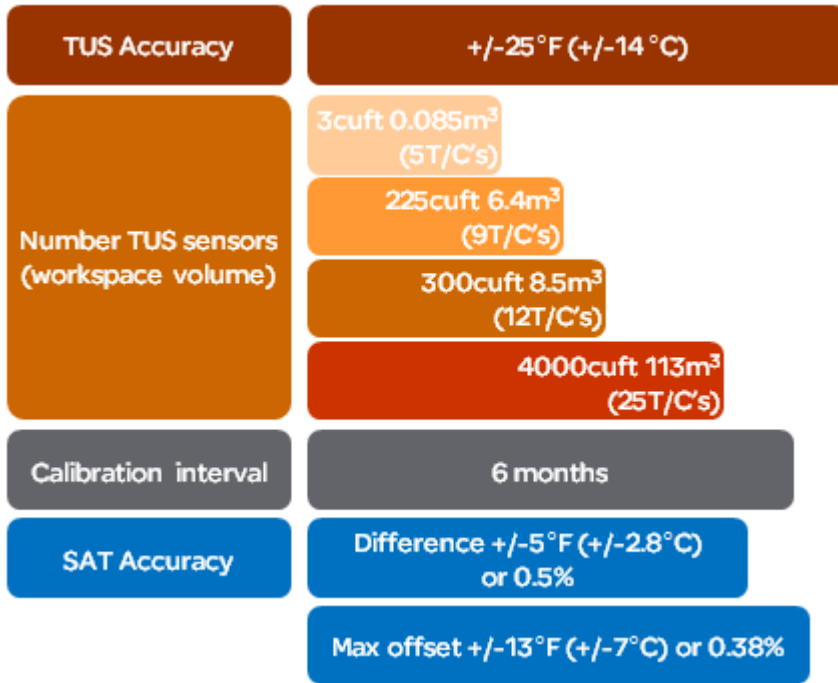 TUS Accuracy
+/-25°F (+/-14 °C)
Number TUS sensors
(workspace volume)
3cuft 0.085m³
(5T/C's)
225cuft 6.4m³
(9T/C's)
300cuft 8.5m³
(12T/C's)
4000cuft 113m³
(25T/C's)
Calibration interval
6 months
SAT Accuracy
Difference +/-5°F (+/-2.8°C)
or 0.5%
Max offset +/-13°F (+/-7°C) or 0.38%